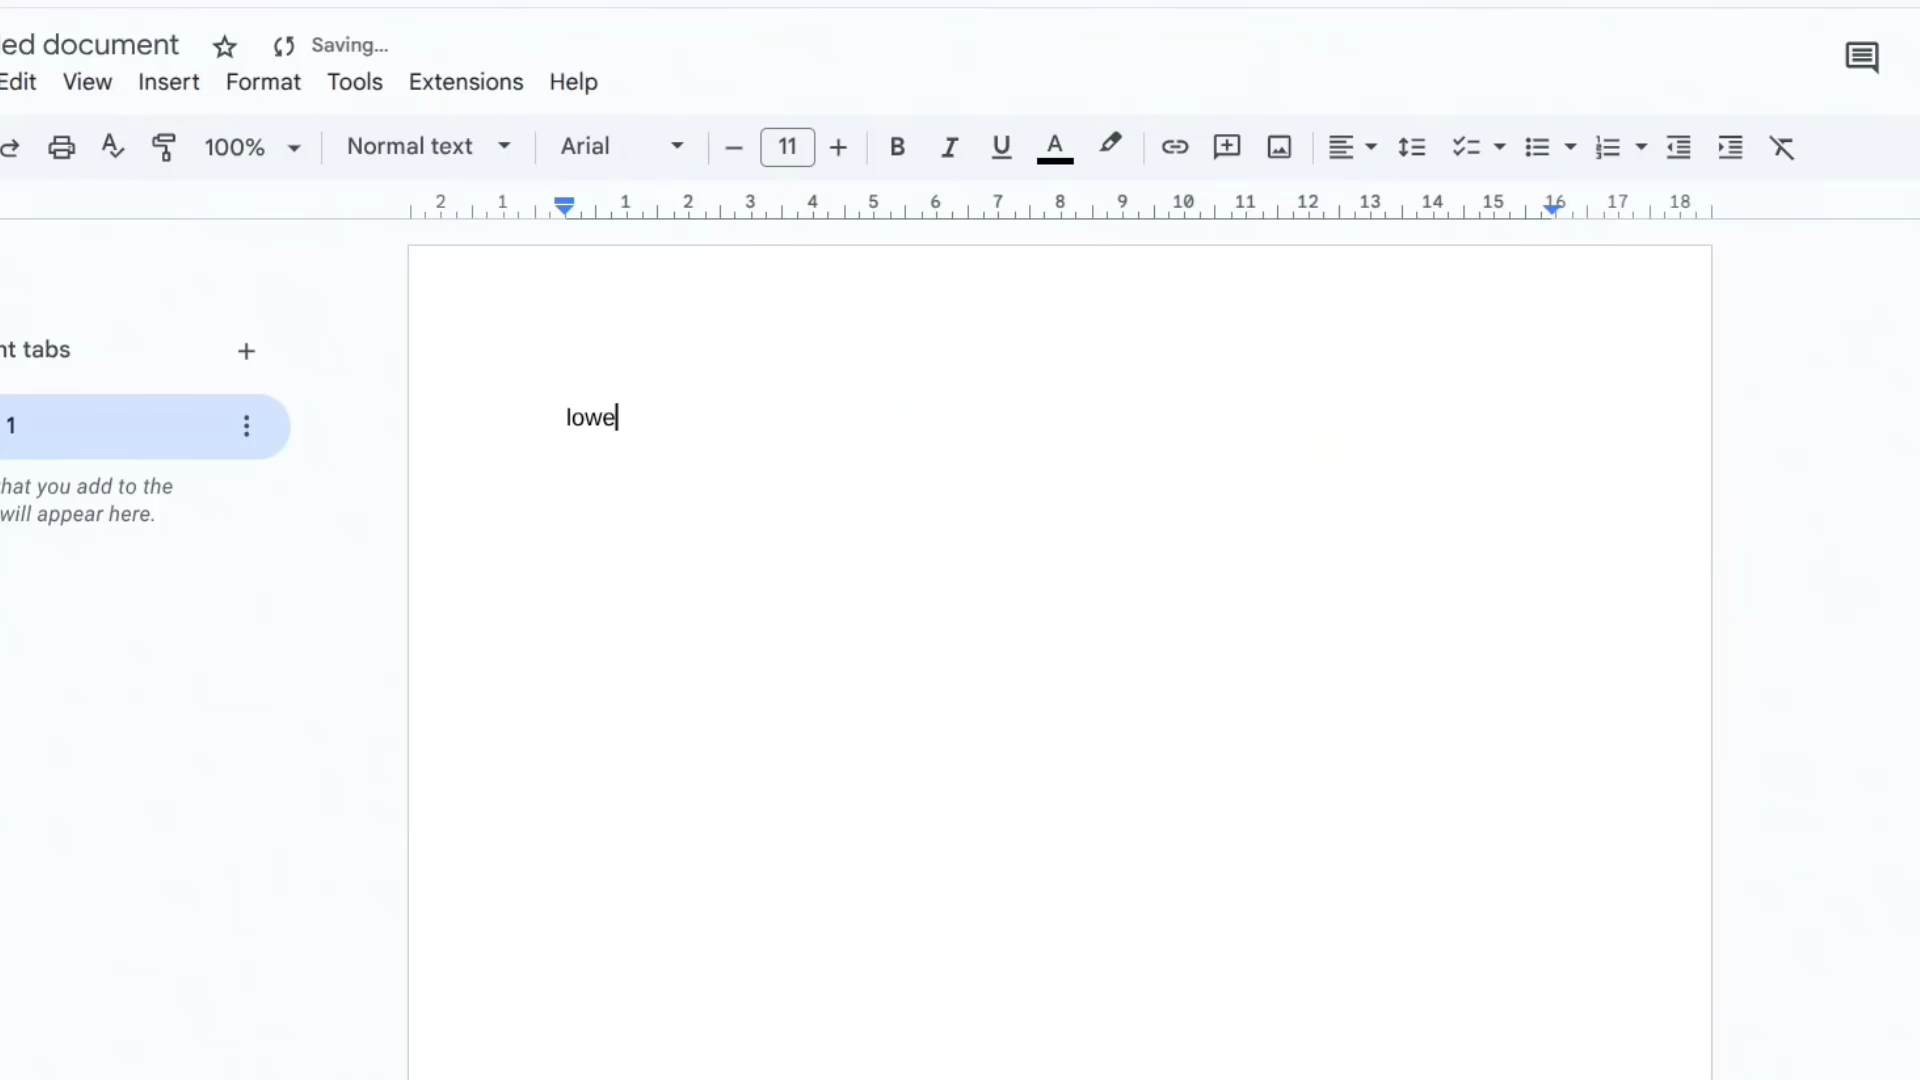 ed document Saving...
Edit View Insert Format Tools Extensions Help
100% Normal text Arial 11 B I U A
2 1 1 2 3 4 5 6 7 8 9 10 11 12 13 14 15 16 17 18
nt tabs
1
lowe
hat you add to the
will appear here.